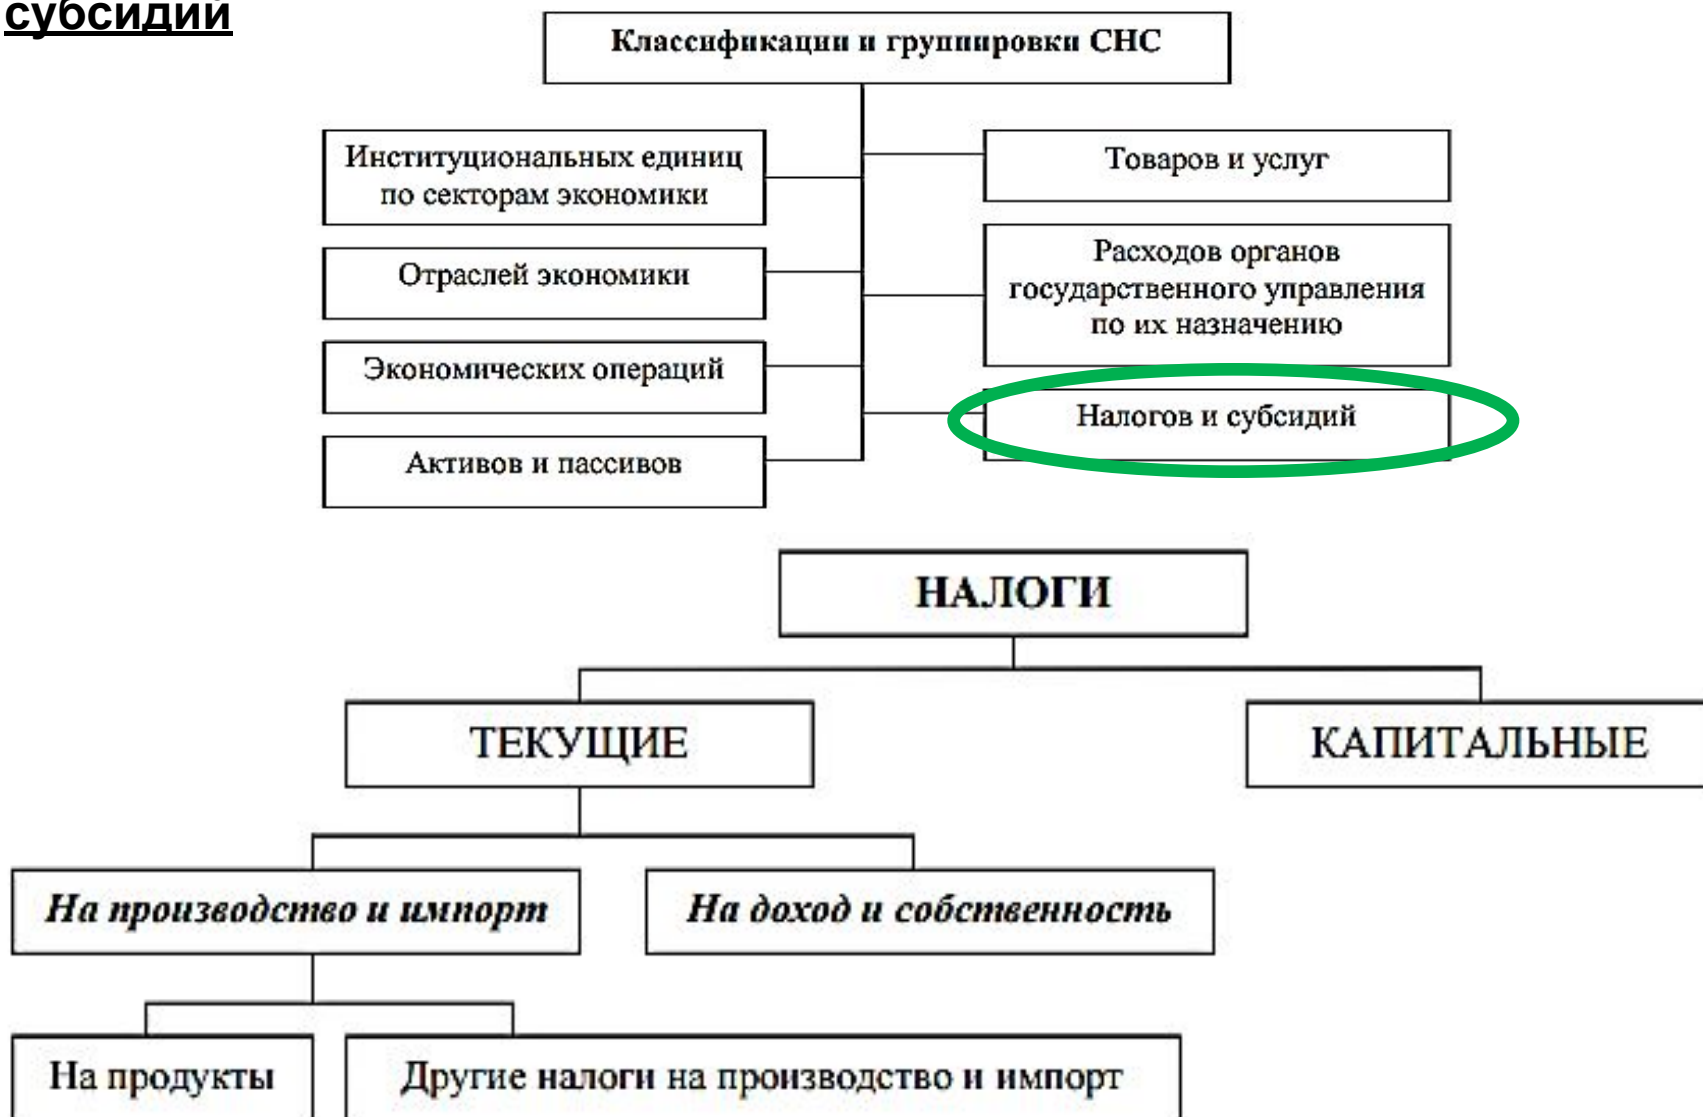 субсидий
Классификации и группировки СНС
Институциональных единиц
по секторам экономики
Отраслей экономики
Экономических операций
Активов и пассивов
Товаров и услуг
Расходов органов
государственного управления
по их назначению
Налогов и субсидий
НАЛОГИ
ТЕКУЩИЕ
КАПИТАЛЬНЫЕ
На производство и импорт
На доход и собственность
На продукты
Другие налоги на производство и импорт